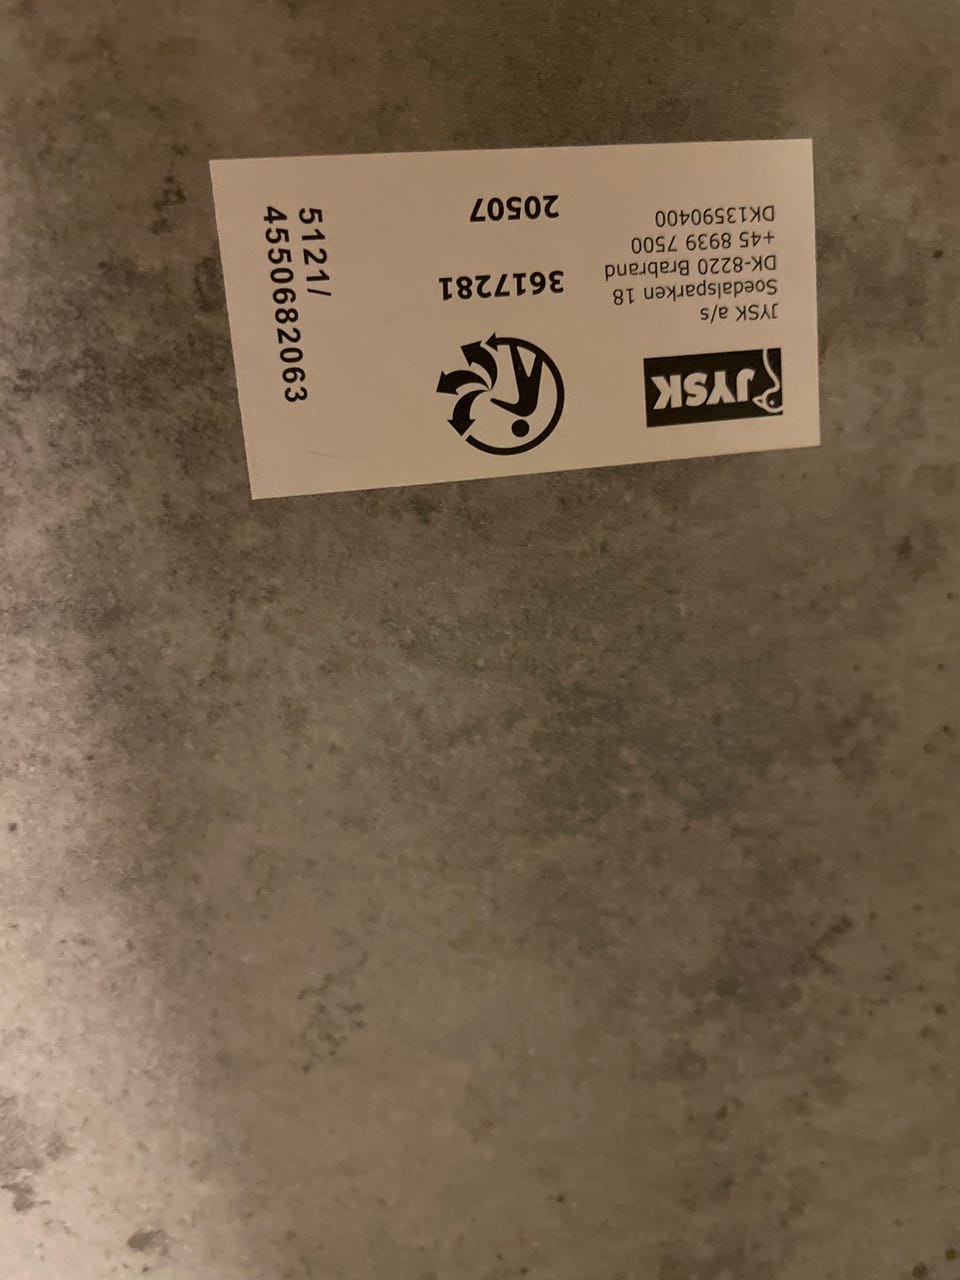 JYSK
JYSK a/s
Soedalsparken 18
DK-8220 Brabrand
+45 8939 7500
DK13590400
3617281
20507
5121/
4550682063